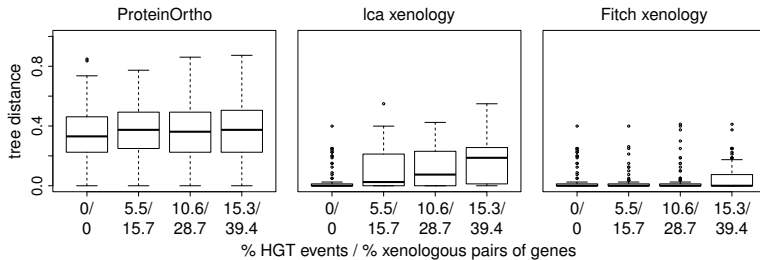 ProteinOrtho
lca xenology
Fitch xenology
tree distance
0.0 0.4 0.8
0/ 5.5/ 10.6/ 15.3/
0 15.7 28.7 39.4
0/ 5.5/ 10.6/ 15.3/
0 15.7 28.7 39.4
0/ 5.5/ 10.6/ 15.3/
0 15.7 28.7 39.4
% HGT events / % xenologous pairs of genes